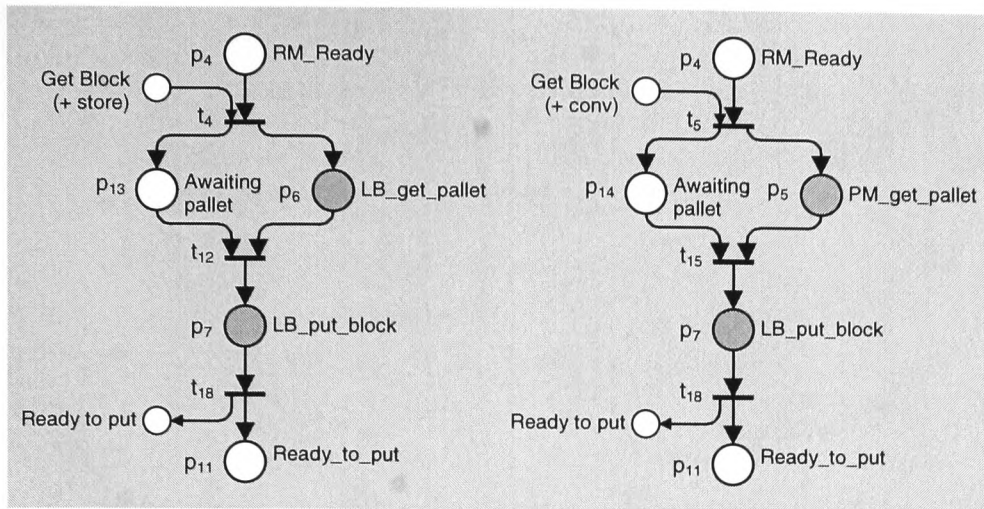 p4 RM_Ready
Get Block
(+ store)
t4
p13 Awaiting
pallet
p6 LB_get_pallet
t12
p7 LB_put_block
t18
Ready to put
p11 Ready_to_put
p4 RM_Ready
Get Block
(+ conv)
t5
p14 Awaiting
pallet
p5 PM_get_pallet
t15
p7 LB_put_block
t18
Ready to put
p11 Ready_to_put